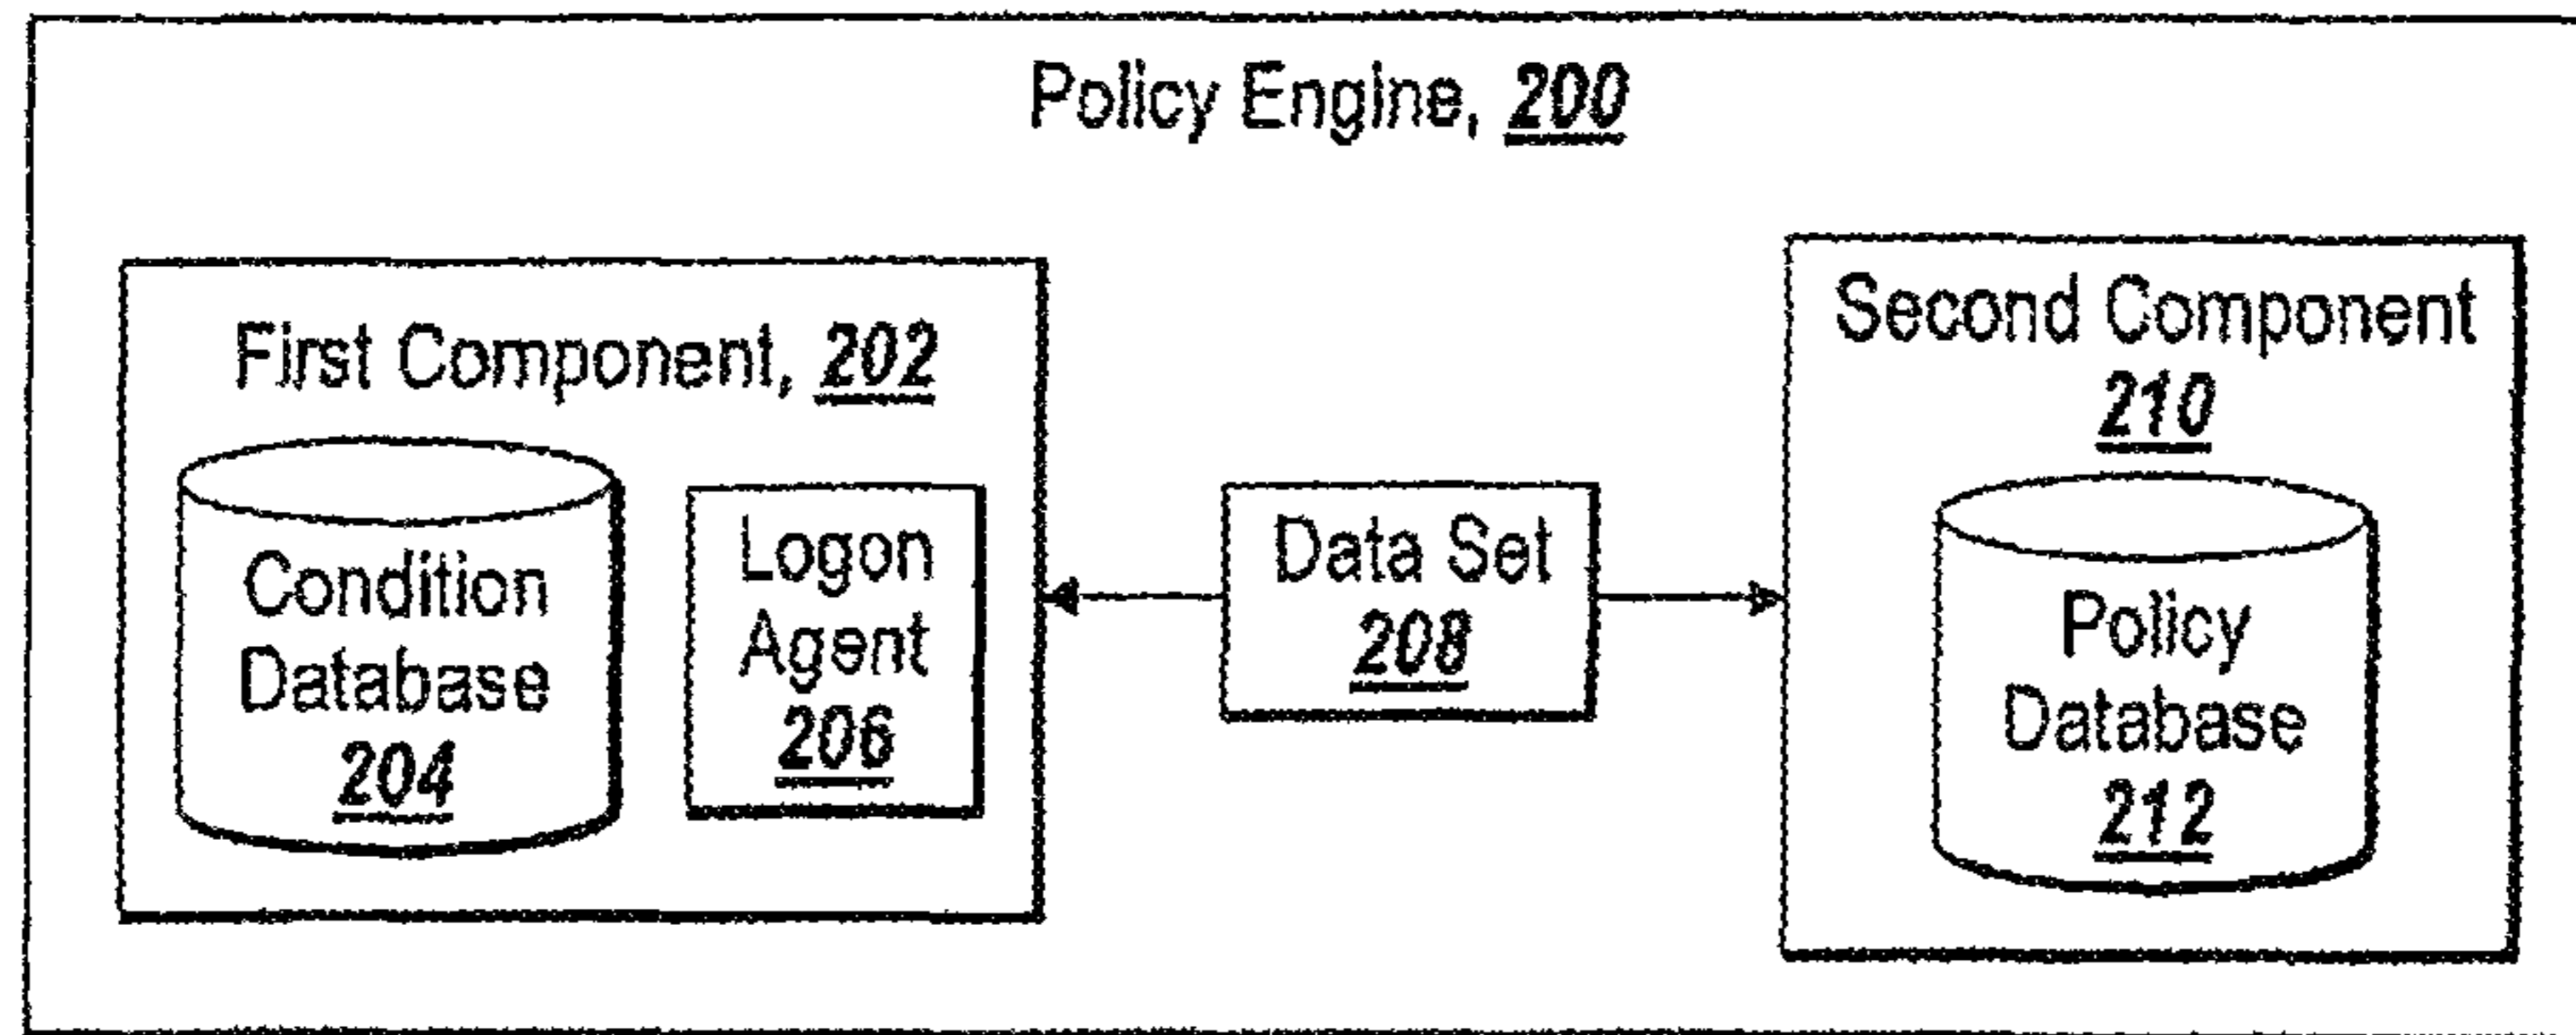 Policy Engine, 200
First Component, 202
Condition
Database
204
Logon
Agent
206
Data Set
208
Second Component
210
Policy
Database
212